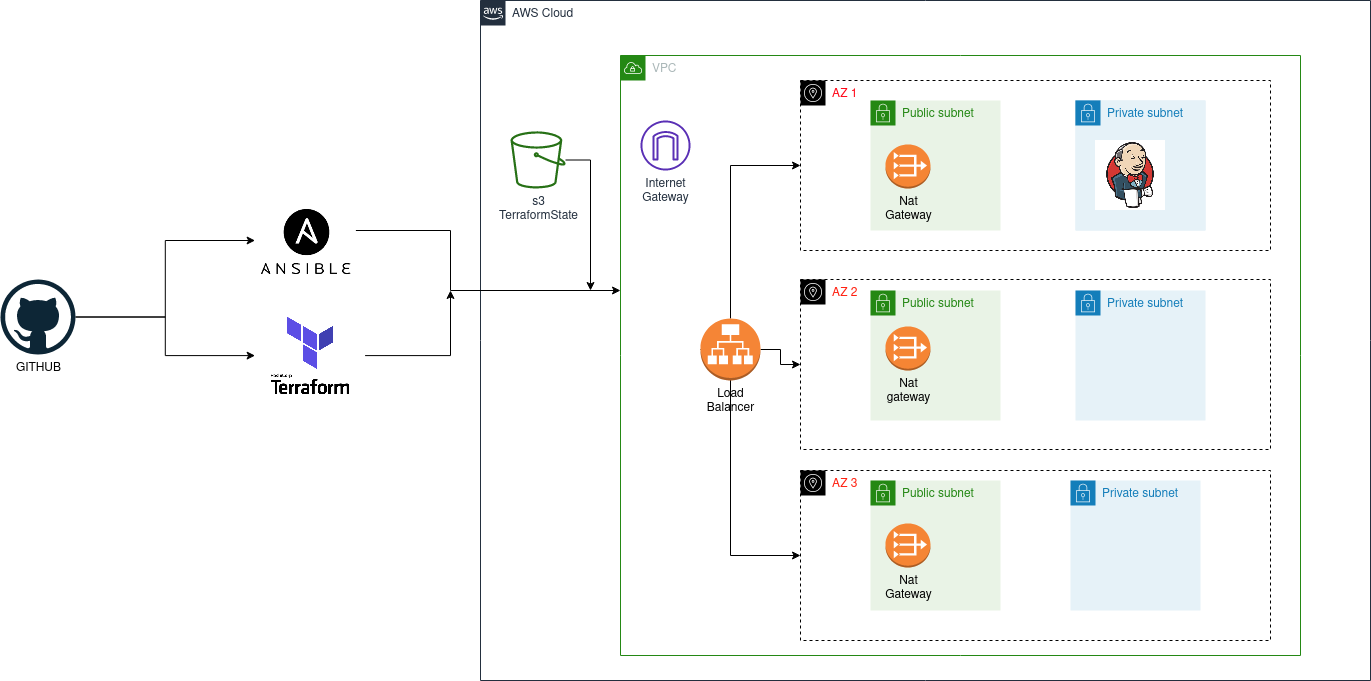 aws
AWS Cloud
VPC
AZ 1
Public subnet
Private subnet
Internet
Gateway
s3
TerraformState
Nat
Gateway
ANSIBLE
AZ 2
Public subnet
Private subnet
GITHUB
Terraform
Load
Balancer
Nat
gateway
AZ 3
Public subnet
Private subnet
Nat
Gateway